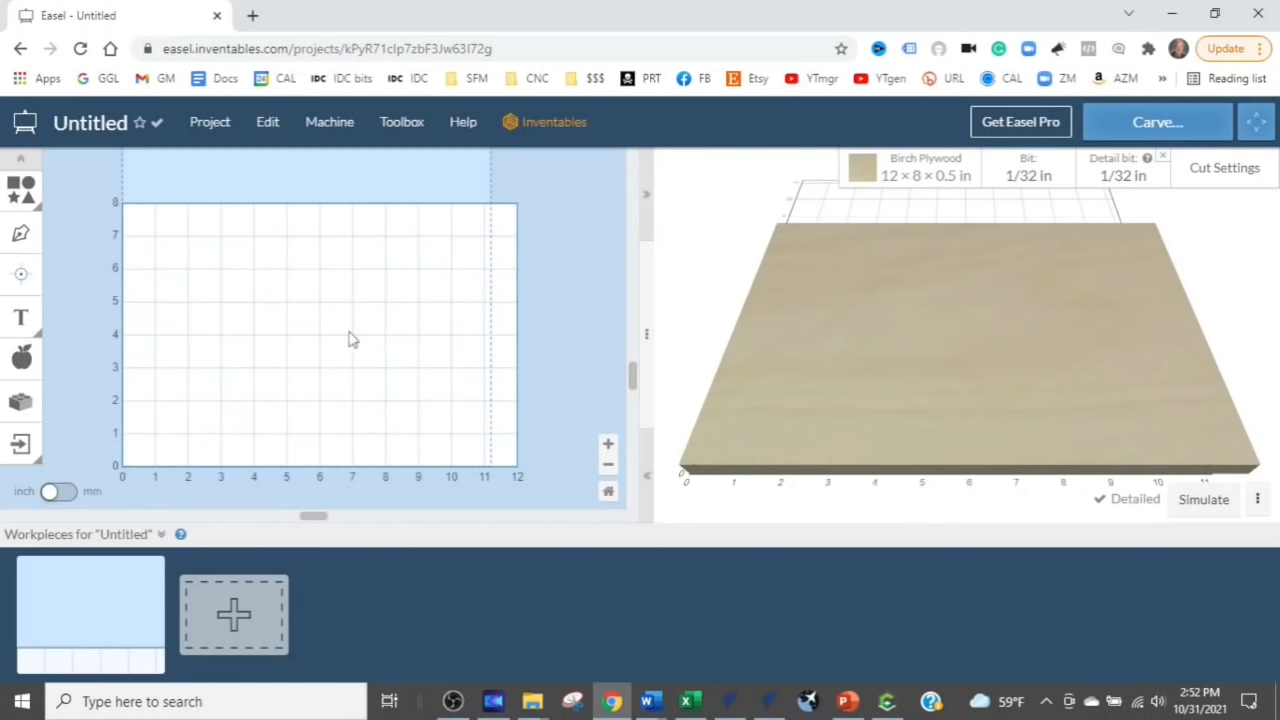 Easel - Untitled
easel.inventables.com/projects/kPyR71cIp7zbF3Jw63I72g
Update
Apps GGL GM Docs CAL IDC IDC bits IDC IDC SFM CNC $$$ PRT FB Etsy YTmgr YTgen URL CAL ZM AZM » Reading list
Untitled Project Edit Machine Toolbox Help Inventables Get Easel Pro Carve...
Birch Plywood Bit: Detail bit: Cut Settings
12 × 8 × 0.5 in 1/32 in 1/32 in
8
7
6
5
4
3
2
1
0
0 1 2 3 4 5 6 7 8 9 10 11 12
T
inch mm
0
0 1 2 3 4 5 6 7 8 9 10 11
Detailed Simulate
Workpieces for "Untitled"
Type here to search
59°F
2:52 PM
10/31/2021